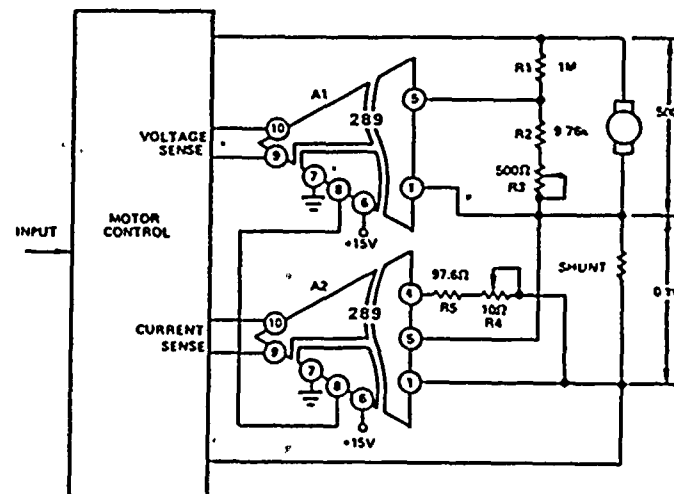 R1
1M
A1
5
10
289
VOLTAGE
SENSE
9
R2
9.76k
7
8
6
1
500Ω
R3
+15V
MOTOR
CONTROL
INPUT
SHUNT
A2
97.6Ω
4
R5
10Ω
R4
10
289
CURRENT
SENSE
9
5
7
8
6
1
+15V